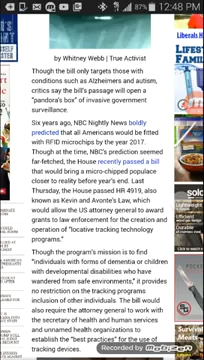 12:48 PM
by Whitney Webb | True Activist
Though the bill only targets those with
conditions such as Alzheimers and autism,
critics say the bill's passage will open a
"pandora's box" of invasive government
surveillance.
Six years ago, NBC Nightly News boldly
predicted that all Americans would be fitted
with RFID microchips by the year 2017.
Though at the time, NBC's prediction seemed
far-fetched, the House recently passed a bill
that would bring a micro-chipped populace
closer to reality before year's end. Last
Thursday, the House passed HR 4919, also
known as Kevin and Avonte's Law, which
would allow the US attorney general to award
grants to law enforcement for the creation and
operation of "locative tracking technology
programs."
Though the program's mission is to find
"individuals with forms of dementia or children
with developmental disabilities who have
wandered from safe environments," it provides
no restriction on the tracking programs
inclusion of other individuals. The bill would
also require the attorney general to work with
the secretary of health and human services
and unnamed health organizations to
establish the "best practices" for the use of
tracking devices.
Liberals H
LIFEST
FAMI
solo
Survival
Meats
Recorded by